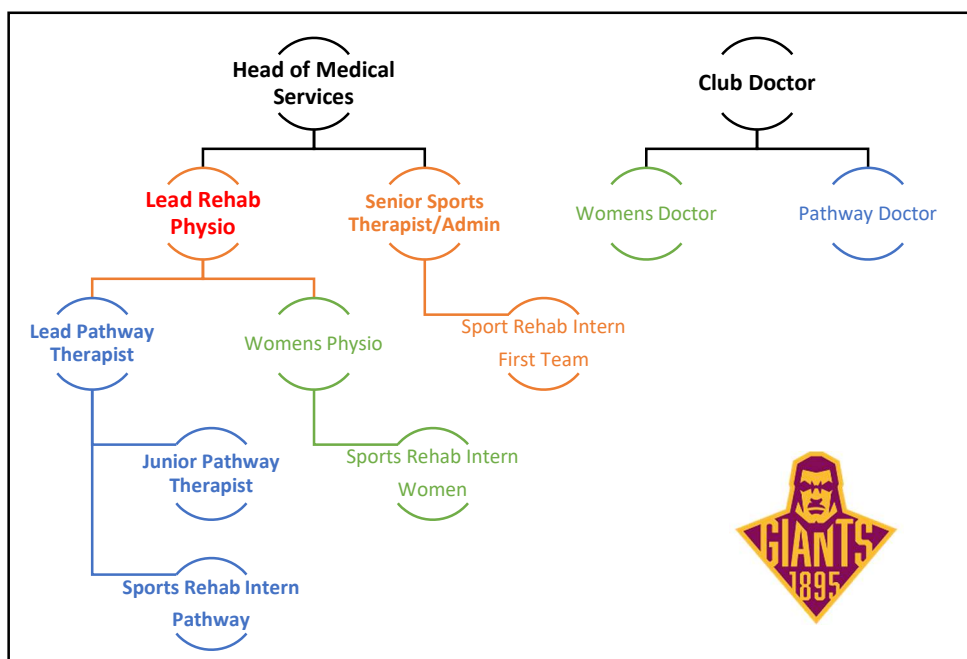 Head of Medical
Services
Club Doctor
Lead Rehab
Physio
Senior Sports
Therapist/Admin
Womens Doctor
Pathway Doctor
Lead Pathway
Therapist
Womens Physio
Sport Rehab Intern
First Team
Junior Pathway
Therapist
Sports Rehab Intern
Women
Sports Rehab Intern
Pathway
GIANTS
1895